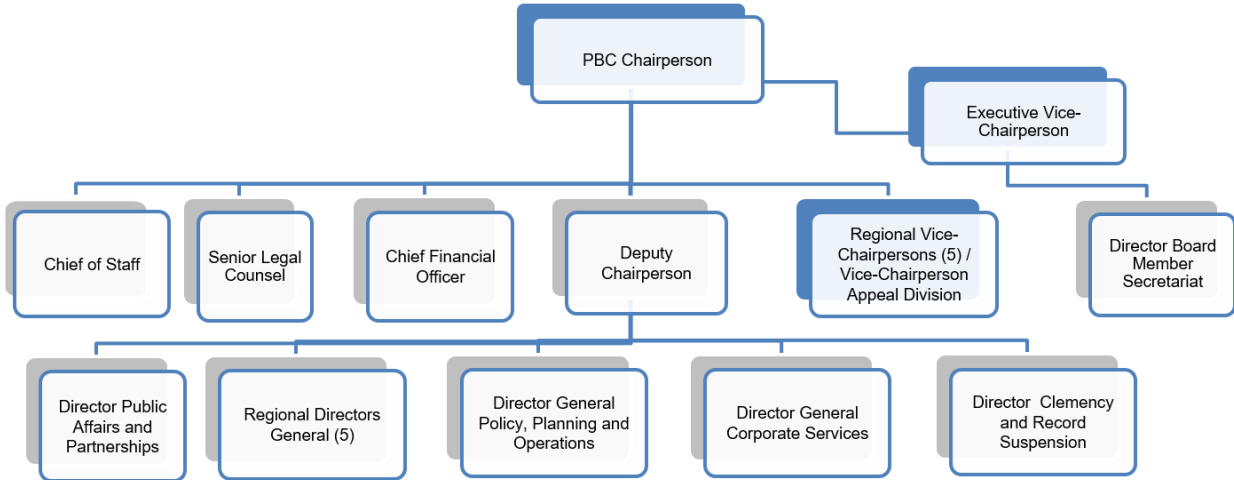 PBC Chairperson
Executive Vice-
Chairperson
Chief of Staff
Senior Legal
Counsel
Chief Financial
Officer
Deputy
Chairperson
Regional Vice-
Chairpersons (5) /
Vice-Chairperson
Appeal Division
Director Board
Member
Secretariat
Director Public
Affairs and
Partnerships
Regional Directors
General (5)
Director General
Policy, Planning and
Operations
Director General
Corporate Services
Director Clemency
and Record
Suspension